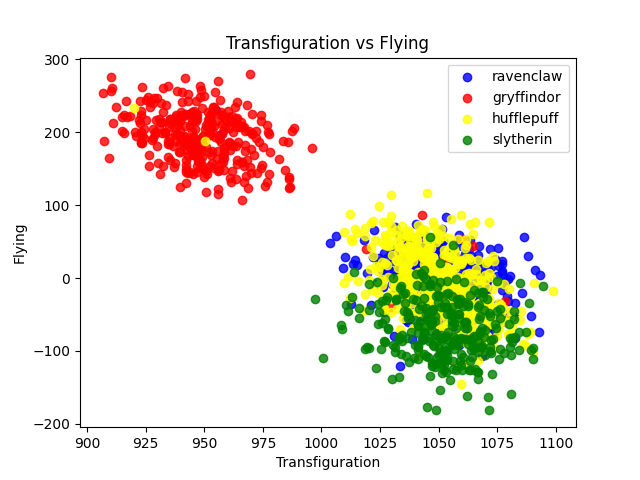 Transfiguration vs Flying
ravenclaw
gryffindor
hufflepuff
slytherin
300
200
100
0
−100
−200
Flying
900
925
950
975
1000
1025
1050
1075
1100
Transfiguration